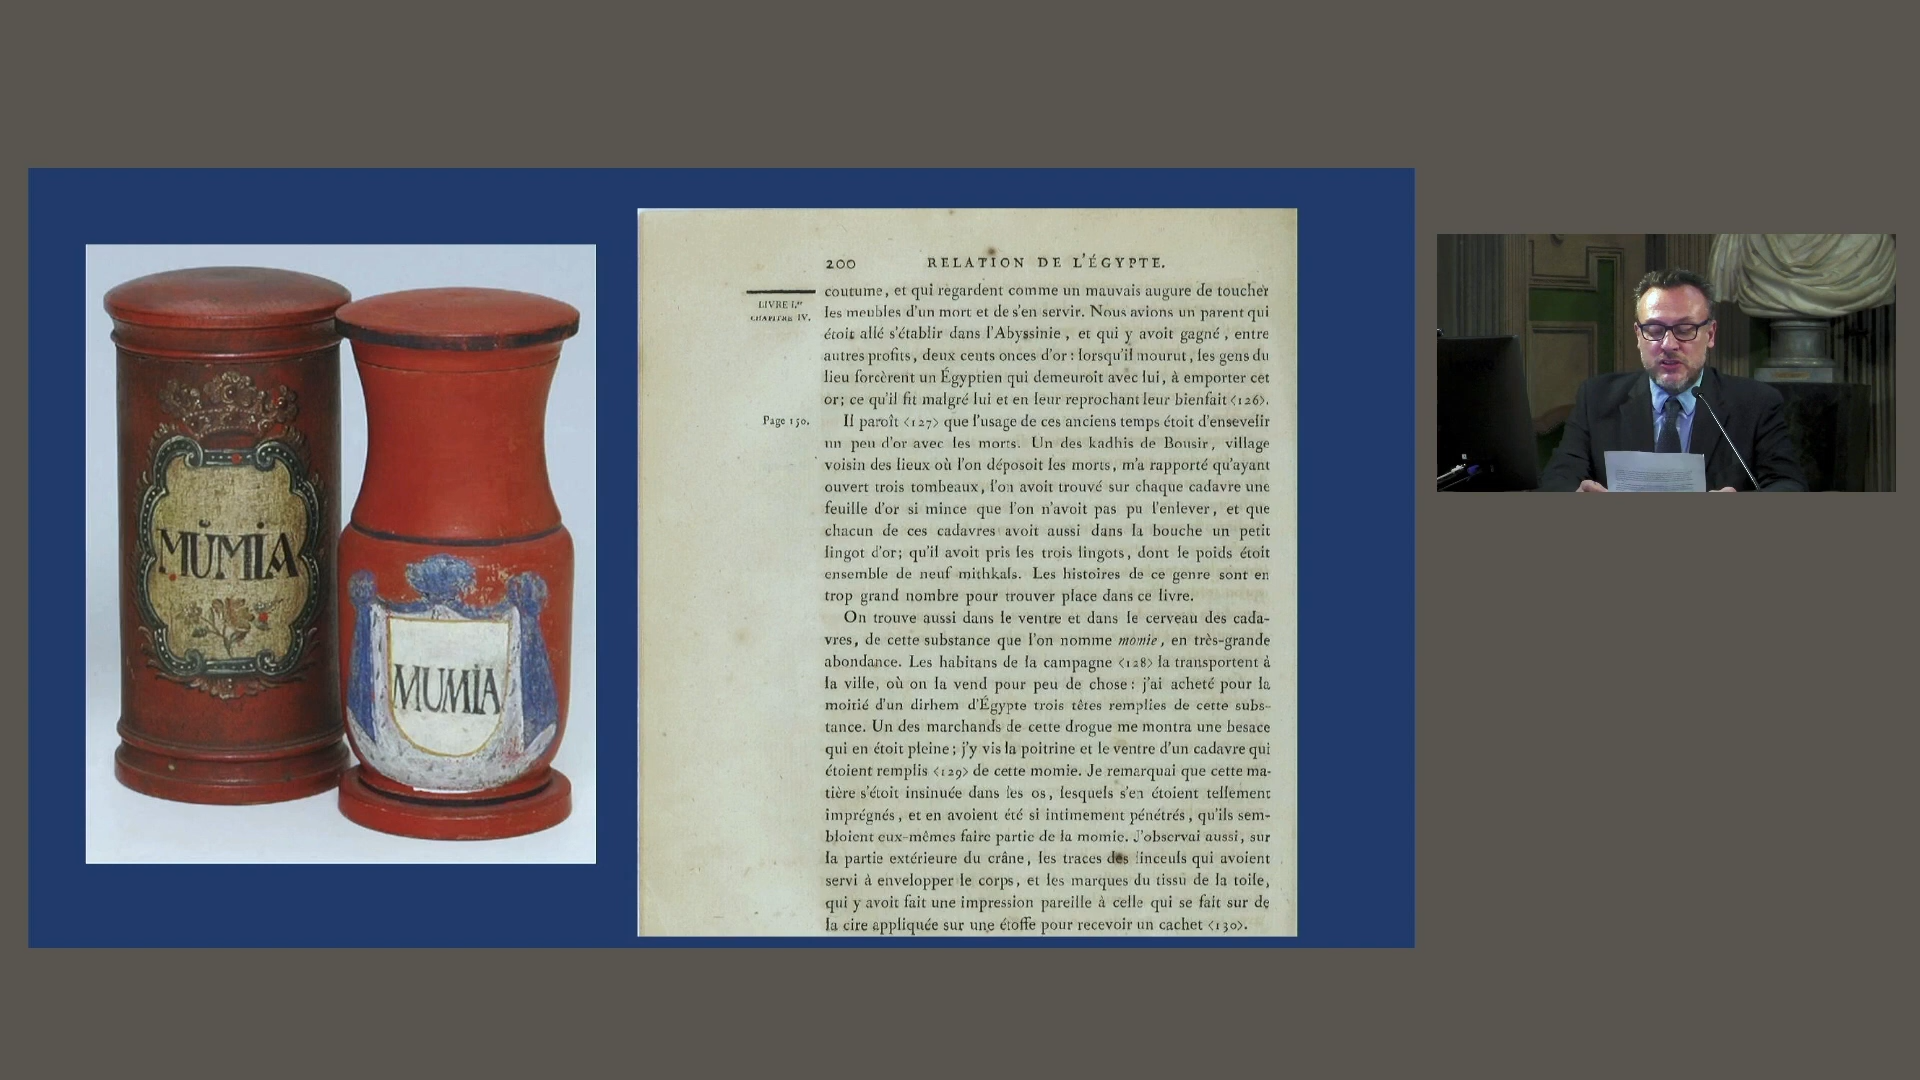 MUMIA
MUMIA
200 RELATION DE L'ÉGYPTE.
LIVRE I.er
CHAPITRE IV.
coutume, et qui regardent comme un mauvais augure de toucher
les meubles d'un mort et de s'en servir. Nous avions un parent qui
étoit allé s'établir dans l'Abyssinie, et qui y avoit gagné, entre
autres profits, deux cents onces d'or : lorsqu'il mourut, les gens du
lieu forcèrent un Égyptien qui demeuroit avec lui, à emporter cet
or; ce qu'il fit malgré lui et en leur reprochant leur bienfait <126>.
Page 150.
Il paroît <127> que l'usage de ces anciens temps étoit d'ensevelir
un peu d'or avec les morts. Un des kadhis de Bousir, village
voisin des lieux où l'on déposoit les morts, m'a rapporté qu'ayant
ouvert trois tombeaux, l'on avoit trouvé sur chaque cadavre une
feuille d'or si mince que l'on n'avoit pas pu l'enlever, et que
chacun de ces cadavres avoit aussi dans la bouche un petit
lingot d'or; qu'il avoit pris les trois lingots, dont le poids étoit
ensemble de neuf mithkals. Les histoires de ce genre sont en
trop grand nombre pour trouver place dans ce livre.
On trouve aussi dans le ventre et dans le cerveau des cada-
vres, de cette substance que l'on nomme momie, en très-grande
abondance. Les habitans de la campagne <128> la transportent à
la ville, où on la vend pour peu de chose : j'ai acheté pour la
moitié d'un dirhem d'Égypte trois têtes remplies de cette subs-
tance. Un des marchands de cette drogue me montra une besace
qui en étoit pleine; j'y vis la poitrine et le ventre d'un cadavre qui
étoient remplis <129> de cette momie. Je remarquai que cette ma-
tière s'étoit insinuée dans les os, lesquels s'en étoient tellement
imprégnés, et en avoient été si intimement pénétrés, qu'ils sem-
bloient eux-mêmes faire partie de la momie. J'observai aussi, sur
la partie extérieure du crâne, les traces des linceuls qui avoient
servi à envelopper le corps, et les marques du tissu de la toile,
qui y avoit fait une impression pareille à celle qui se fait sur de
la cire appliquée sur une étoffe pour recevoir un cachet <130>.